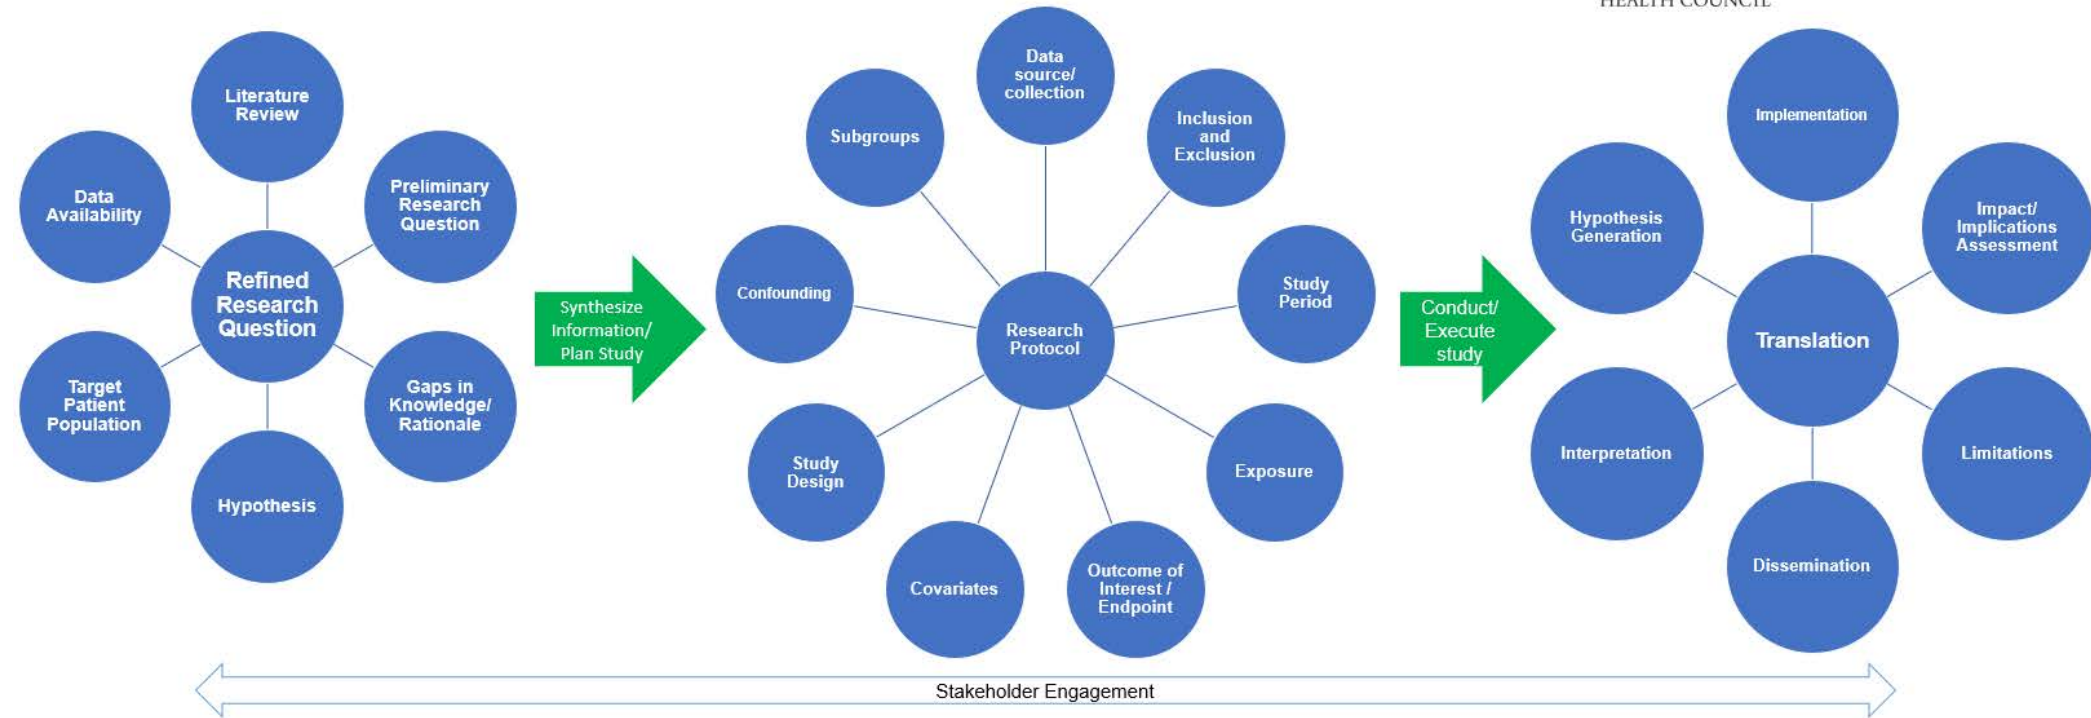 HEALTH COUNCIL
Literature
Review
Preliminary
Research
Question
Gaps in
Knowledge/
Rationale
Hypothesis
Target
Patient
Population
Data
Availability
Refined
Research
Question
Synthesize
Information/
Plan Study
Data
source/
collection
Inclusion
and
Exclusion
Study
Period
Exposure
Outcome of
Interest /
Endpoint
Covariates
Study
Design
Confounding
Subgroups
Research
Protocol
Conduct/
Execute
study
Implementation
Impact/
Implications
Assessment
Limitations
Dissemination
Interpretation
Hypothesis
Generation
Translation
Stakeholder Engagement